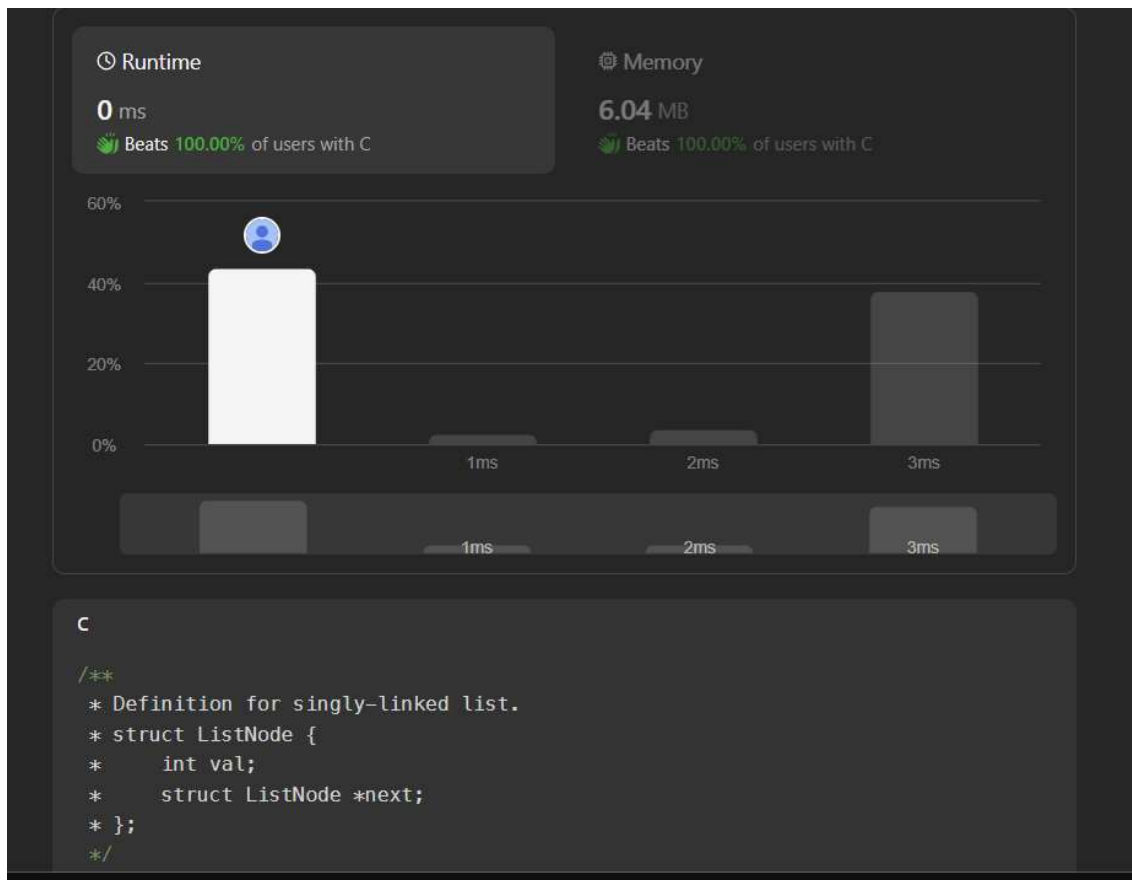 Runtime
0 ms
Beats 100.00% of users with C
Memory
6.04 MB
Beats 100.00% of users with C
60%
40%
20%
0%
1ms 2ms 3ms
1ms 2ms 3ms
C
/**
 * Definition for singly-linked list.
 * struct ListNode {
 *     int val;
 *     struct ListNode *next;
 * };
 */